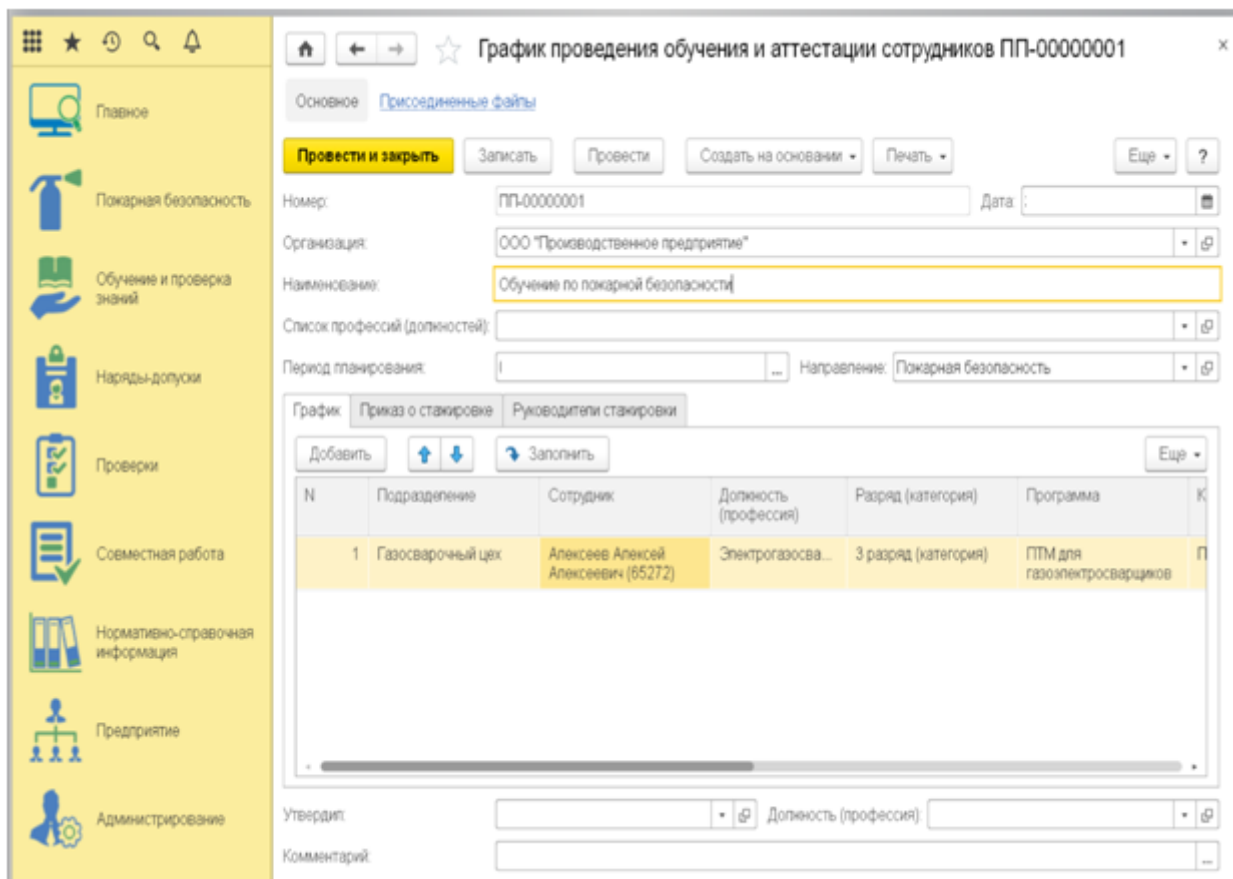 График проведения обучения и аттестации сотрудников ПП-00000001
Главное
Пожарная безопасность
Обучение и проверка
знаний
Наряды-допуски
Проверки
Совместная работа
Нормативно-справочная
информация
Предприятие
Администрирование
Основное Присоединенные файлы
Провести и закрыть Записать Провести Создать на основании Печать Еще ?
Номер: ПП-00000001 Дата:
Организация: ООО "Производственное предприятие"
Наименование: Обучение по пожарной безопасности
Список профессий (должностей):
Период планирования: ... Направление: Пожарная безопасность
График Приказ о стажировке Руководители стажировки
Добавить Заполнить Еще
N Подразделение Сотрудник Должность
(профессия) Разряд (категория) Программа К
1 Газосварочный цех Алексеев Алексей
Алексеевич (65272) Электрогазосва... 3 разряд (категория) ПТМ для
газоэлектросварщиков П
Утвердил: Должность (профессия):
Комментарий: ...